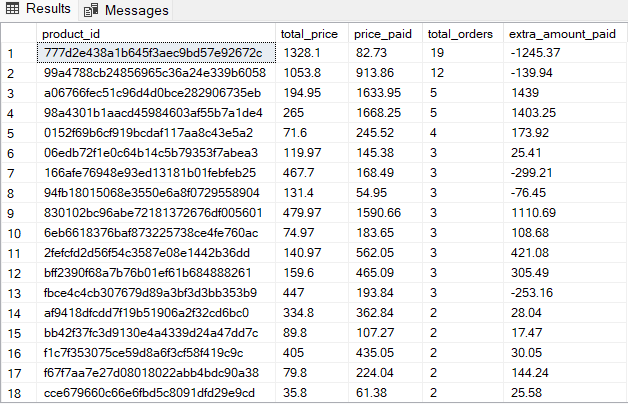 Results Messages
product_id total_price price_paid total_orders extra_amount_paid
1 777d2e438a1b645f3aec9bd57e92672c 1328.1 82.73 19 -1245.37
2 99a4788cb24856965c36a24e339b6058 1053.8 913.86 12 -139.94
3 a06766fec51c96d4d0bce282906735eb 194.95 1633.95 5 1439
4 98a4301b1aacd45984603af55b7a1de4 265 1668.25 5 1403.25
5 0152f69b6cf919bcdaf117aa8c43e5a2 71.6 245.52 4 173.92
6 06edb72f1e0c64b14c5b79353f7abea3 119.97 145.38 3 25.41
7 166afe76948e93ed13181b01febfeb25 467.7 168.49 3 -299.21
8 94fb18015068e3550e6a8f0729558904 131.4 54.95 3 -76.45
9 830102bc96abe72181372676df005601 479.97 1590.66 3 1110.69
10 6eb6618376baf873225738ce4fe760ac 74.97 183.65 3 108.68
11 2fefcfd2d56f54c3587e08e1442b36dd 140.97 562.05 3 421.08
12 bff2390f68a7b76b01ef61b684888261 159.6 465.09 3 305.49
13 fbce4c4cb307679d89a3bf3d3bb353b9 447 193.84 3 -253.16
14 af9418dfcdd7f19b51906a2f32cd6bc0 334.8 362.84 2 28.04
15 bb42f37fc3d9130e4a4339d24a47dd7c 89.8 107.27 2 17.47
16 f1c7f353075ce59d8a6f3cf58f419c9c 405 435.05 2 30.05
17 f67f7aa7e27d08018022abb4bdc90a38 79.8 224.04 2 144.24
18 cce679660c66e6fbd5c8091dfd29e9cd 35.8 61.38 2 25.58